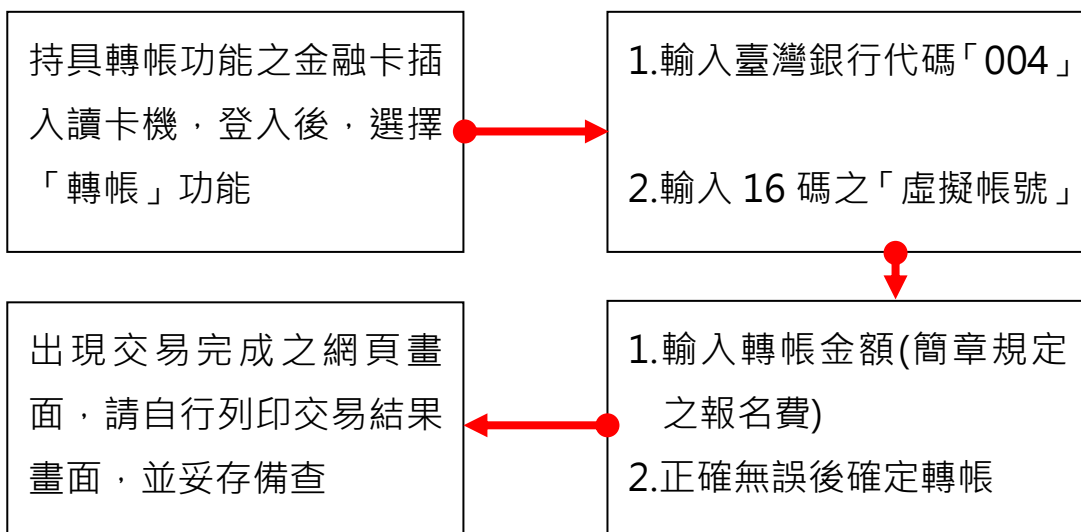 持具轉帳功能之金融卡插
入讀卡機，登入後，選擇
「轉帳」功能
1.輸入臺灣銀行代碼「004」
2.輸入 16 碼之「虛擬帳號」
1.輸入轉帳金額(簡章規定
之報名費)
2.正確無誤後確定轉帳
出現交易完成之網頁畫
面，請自行列印交易結果
畫面，並妥存備查